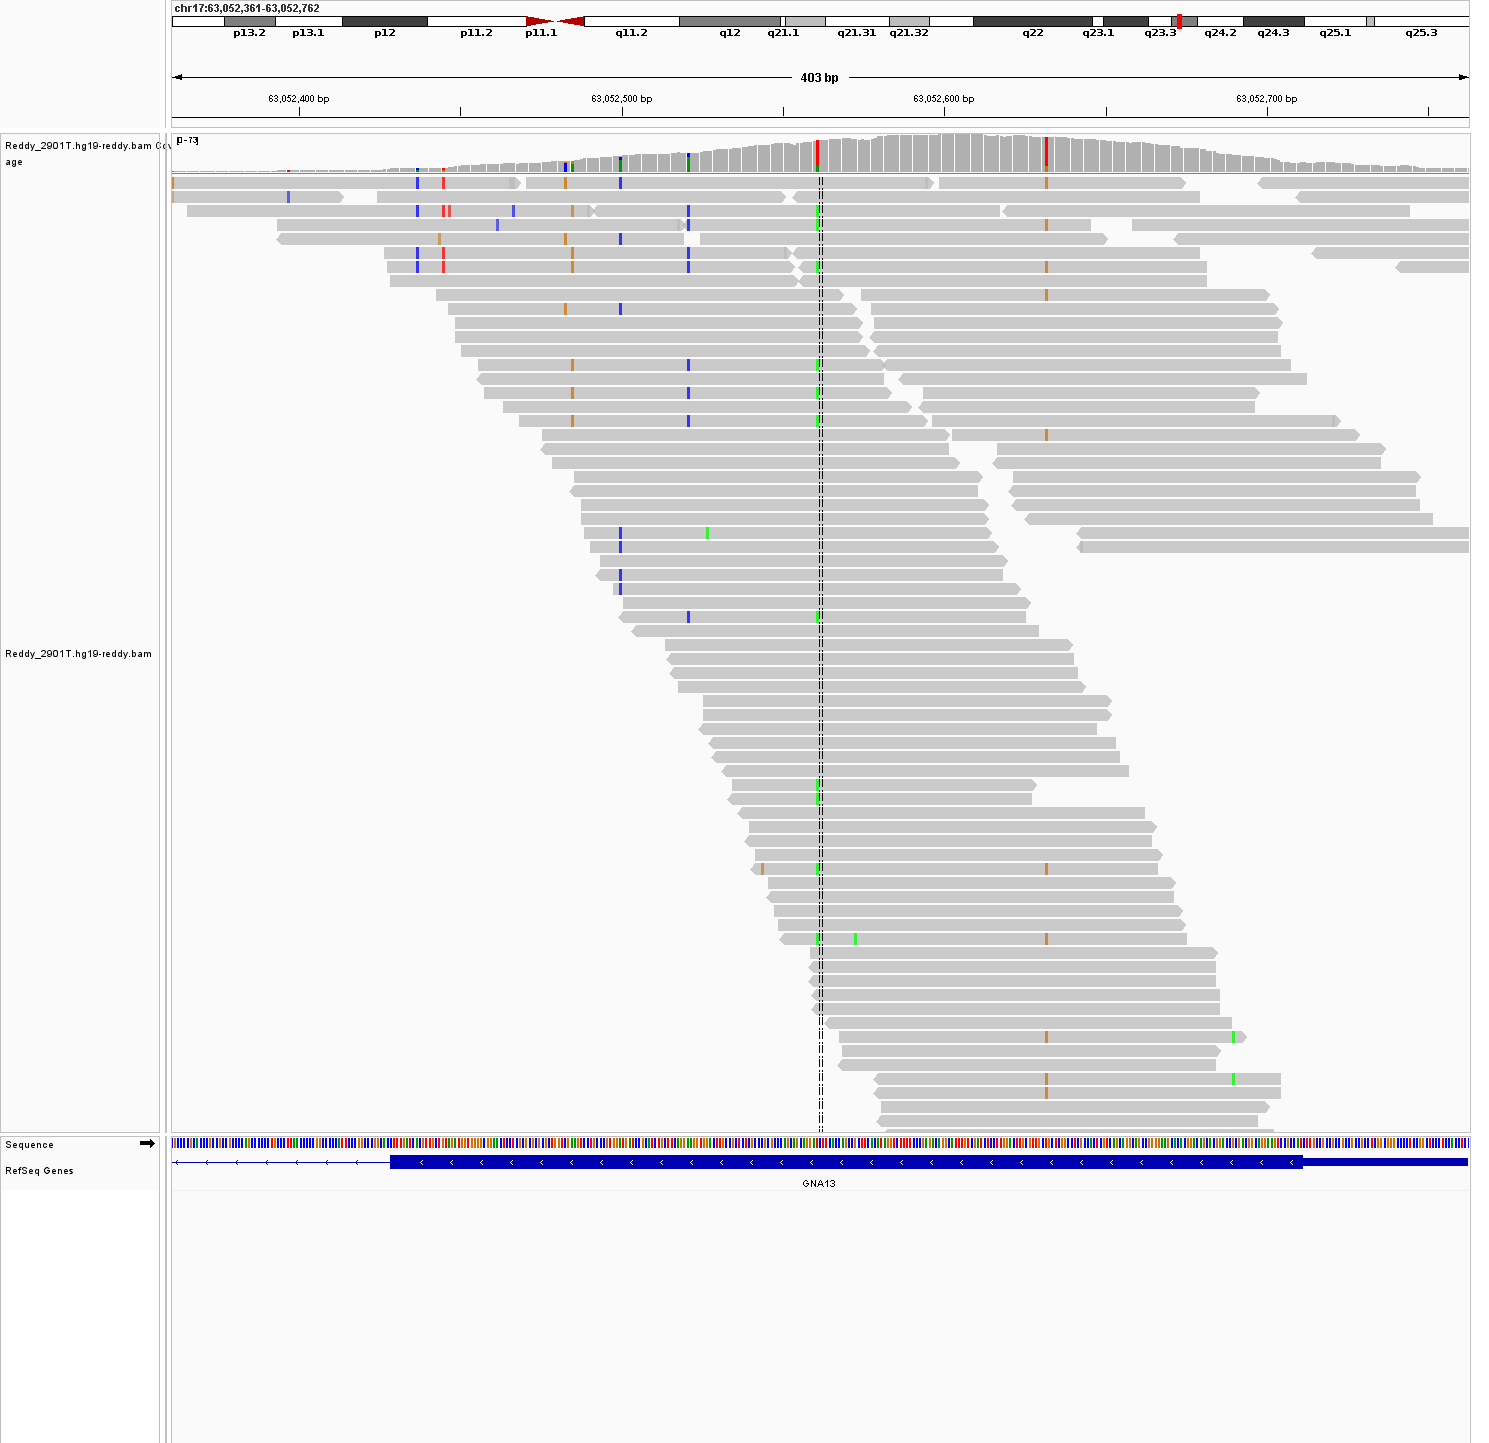 chr17:63,052,361-63,052,762
p13.2 p13.1 p12 p11.2 p11.1 q11.2 q12 q21.1 q21.31 q21.32 q22 q23.1 q23.3 q24.2 q24.3 q25.1 q25.3
403 bp
63,052,400 bp 63,052,500 bp 63,052,600 bp 63,052,700 bp
[0-73]
Reddy_2901T.hg19-reddy.bam Cov
age
Reddy_2901T.hg19-reddy.bam
Sequence
RefSeq Genes
GNA13